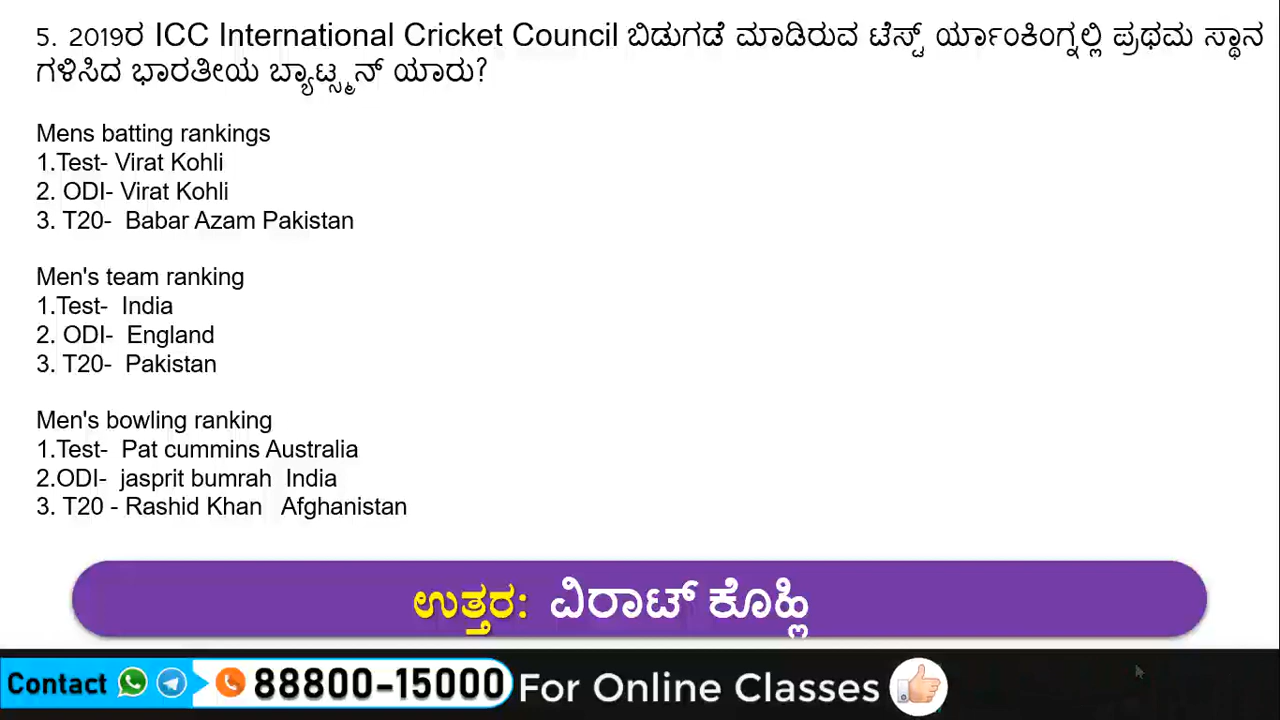 5. 2019ರ ICC International Cricket Council ಬಿಡುಗಡೆ ಮಾಡಿರುವ ಟೆಸ್ಟ್ ರ್ಯಾಂಕಿಂಗ್ನಲ್ಲಿ ಪ್ರಥಮ ಸ್ಥಾನ
ಗಳಿಸಿದ ಭಾರತೀಯ ಬ್ಯಾಟ್ಸ್ಮನ್ ಯಾರು?
Mens batting rankings
1.Test- Virat Kohli
2. ODI- Virat Kohli
3. T20- Babar Azam Pakistan
Men's team ranking
1.Test- India
2. ODI- England
3. T20- Pakistan
Men's bowling ranking
1.Test- Pat cummins Australia
2.ODI- jasprit bumrah India
3. T20 - Rashid Khan Afghanistan
ಉತ್ತರ: ವಿರಾಟ್ ಕೊಹ್ಲಿ
Contact 88800-15000 For Online Classes